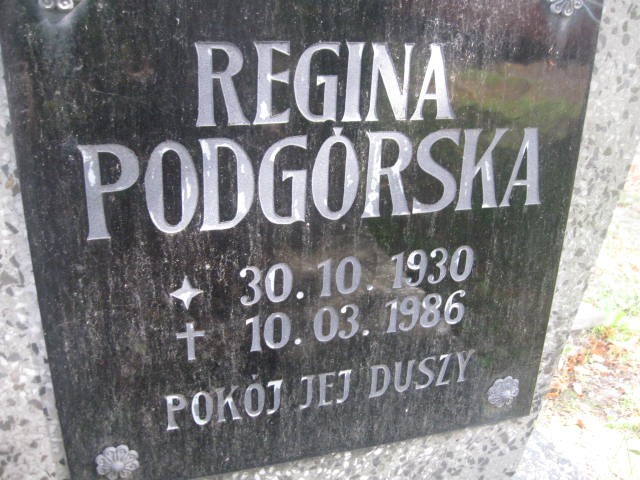 REGINA
PODGÓRSKA
30.10.1930
10.03.1986
POKÓJ JEJ DUSZY